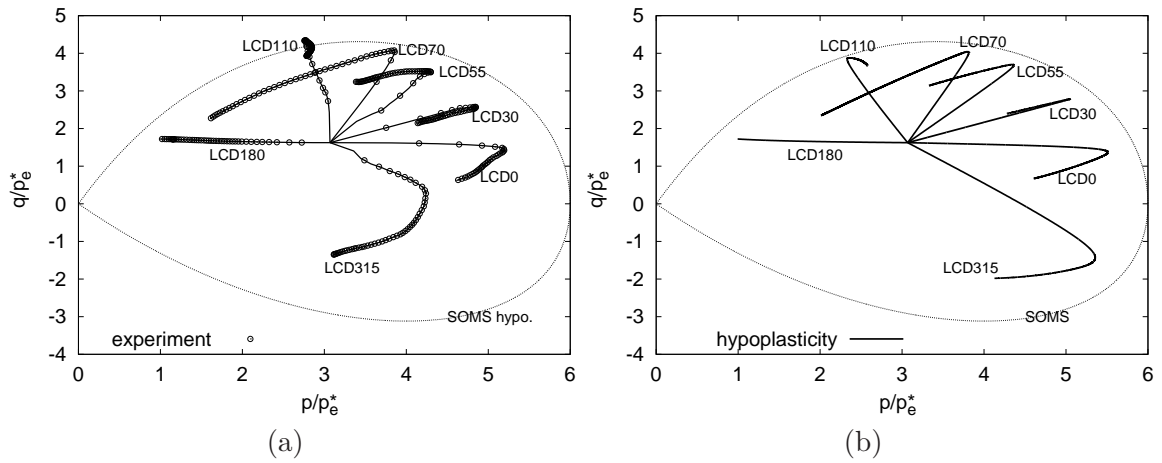 5
4
3
2
1
0
-1
-2
-3
-4
q/p*e
LCD110
LCD70
LCD55
LCD30
LCD180
LCD0
LCD315
SOMS hypo.
experiment
0 1 2 3 4 5 6
p/p*e
(a)
5
4
3
2
1
0
-1
-2
-3
-4
q/p*e
LCD110
LCD70
LCD55
LCD30
LCD180
LCD0
LCD315
SOMS
hypoplasticity
0 1 2 3 4 5 6
p/p*e
(b)